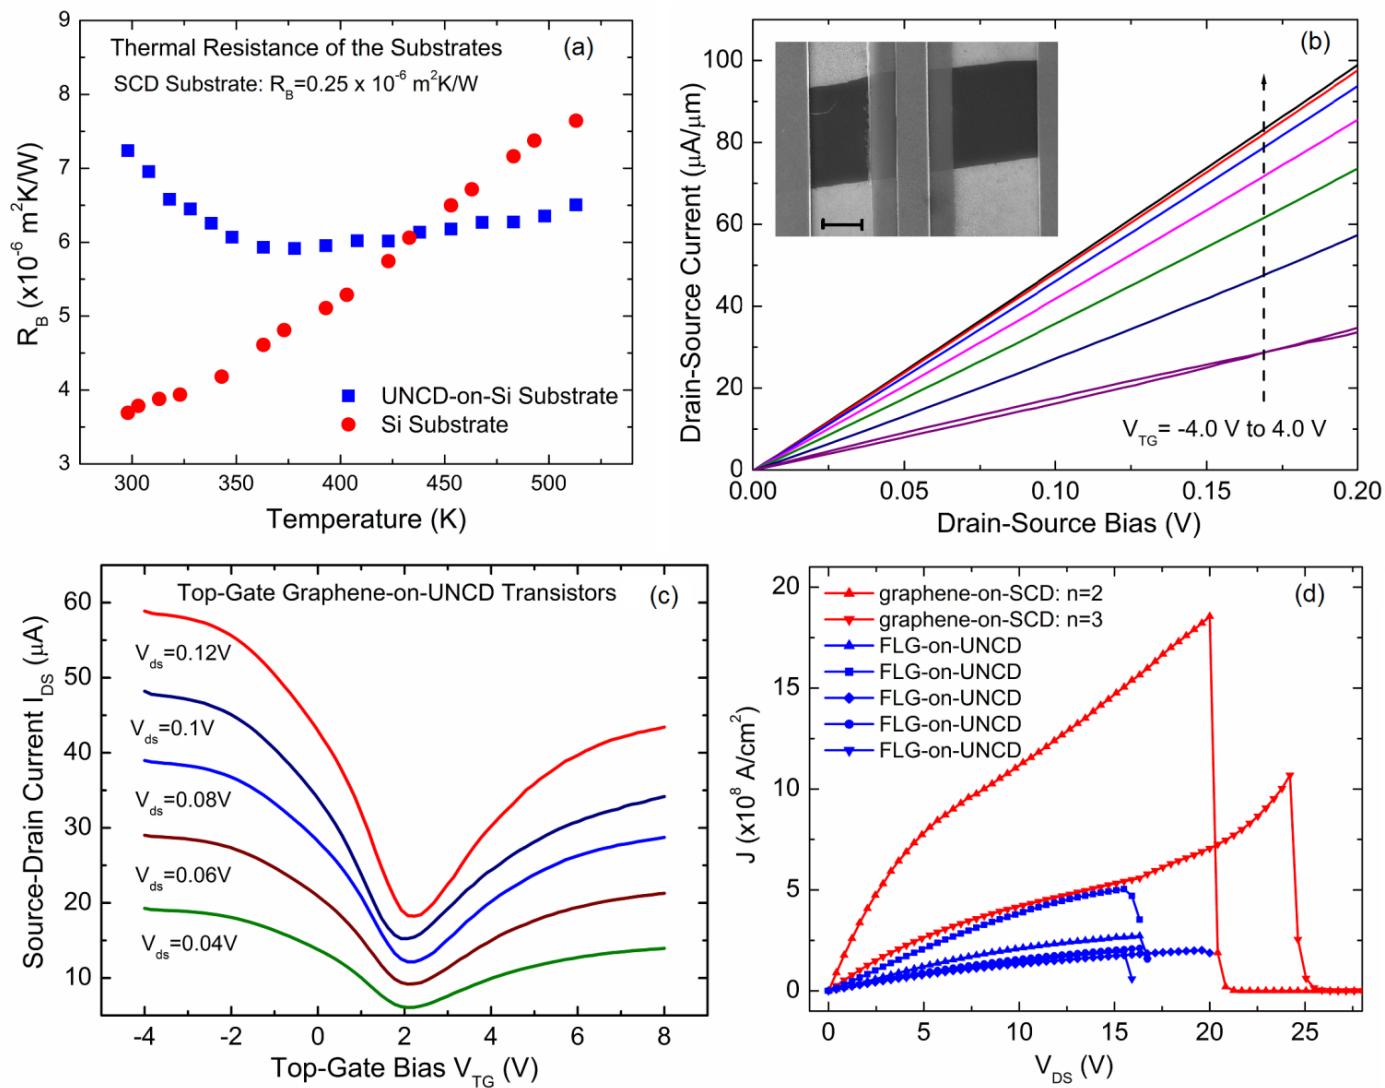 9
8
7
6
5
4
3
R_B (x10^-6 m^2K/W)
Thermal Resistance of the Substrates
(a)
SCD Substrate: R_B=0.25 x 10^-6 m^2K/W
UNCD-on-Si Substrate
Si Substrate
300 350 400 450 500
Temperature (K)
100
80
60
40
20
0
Drain-Source Current (μA/μm)
(b)
V_TG= -4.0 V to 4.0 V
0.00 0.05 0.10 0.15 0.20
Drain-Source Bias (V)
60
50
40
30
20
10
Source-Drain Current I_DS (μA)
Top-Gate Graphene-on-UNCD Transistors
(c)
V_ds=0.12V
V_ds=0.1V
V_ds=0.08V
V_ds=0.06V
V_ds=0.04V
-4 -2 0 2 4 6 8
Top-Gate Bias V_TG (V)
20
15
10
5
0
J (x10^8 A/cm^2)
(d)
graphene-on-SCD: n=2
graphene-on-SCD: n=3
FLG-on-UNCD
FLG-on-UNCD
FLG-on-UNCD
FLG-on-UNCD
FLG-on-UNCD
0 5 10 15 20 25
V_DS (V)